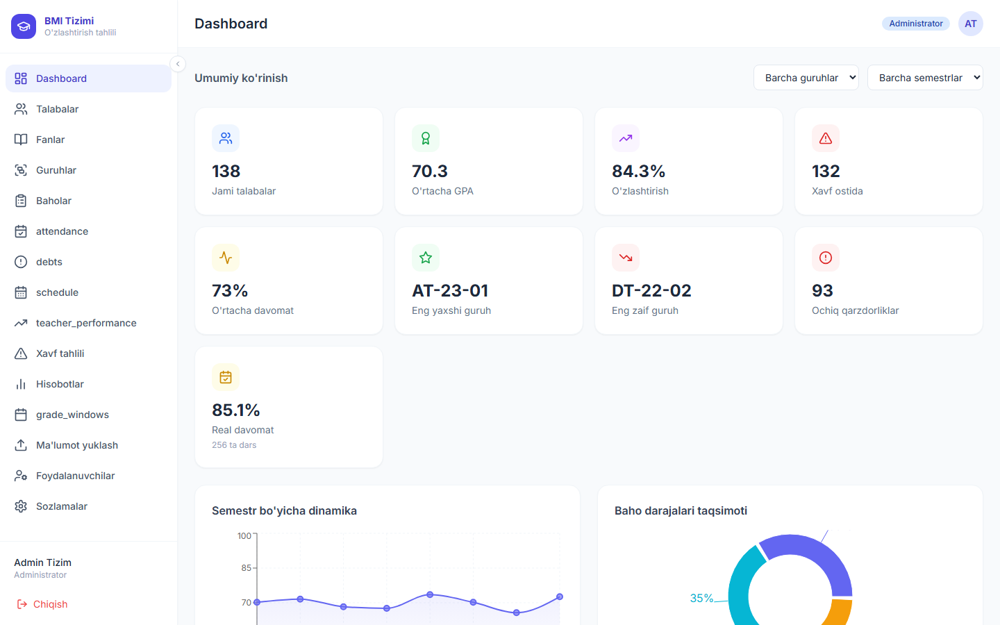 BMI Tizimi
O'zlashtirish tahlili
Dashboard
Talabalar
Fanlar
Guruhlar
Baholar
attendance
debts
schedule
teacher_performance
Xavf tahlili
Hisobotlar
grade_windows
Ma'lumot yuklash
Foydalanuvchilar
Sozlamalar
Admin Tizim
Administrator
Chiqish
Dashboard
Administrator
AT
Umumiy ko'rinish
Barcha guruhlar
Barcha semestrlar
138
Jami talabalar
70.3
O'rtacha GPA
84.3%
O'zlashtirish
132
Xavf ostida
73%
O'rtacha davomat
AT-23-01
Eng yaxshi guruh
DT-22-02
Eng zaif guruh
93
Ochiq qarzdorliklar
85.1%
Real davomat
256 ta dars
Semestr bo'yicha dinamika
100
85
70
Baho darajalari taqsimoti
35%